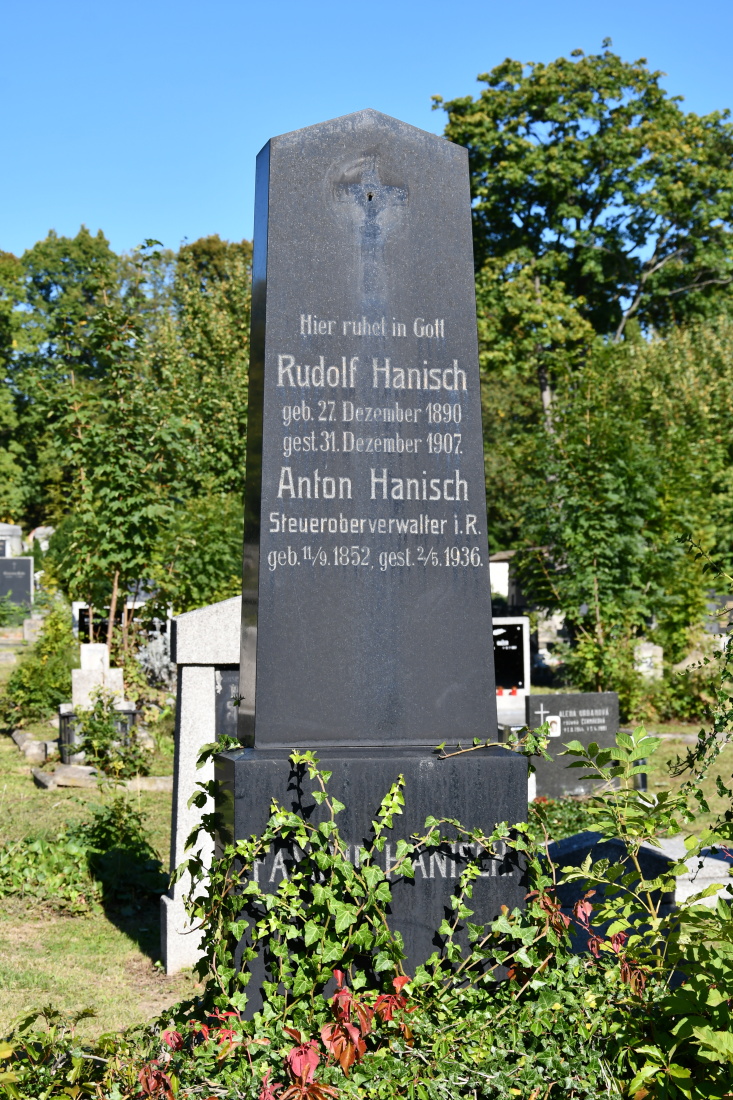 Hier ruhet in Gott
Rudolf Hanisch
geb. 27. Dezember 1890
gest. 31. Dezember 1907.
Anton Hanisch
Steueroberverwalter i.R.
geb. 11/9. 1852, gest. 2/5. 1936.
HANISCH.